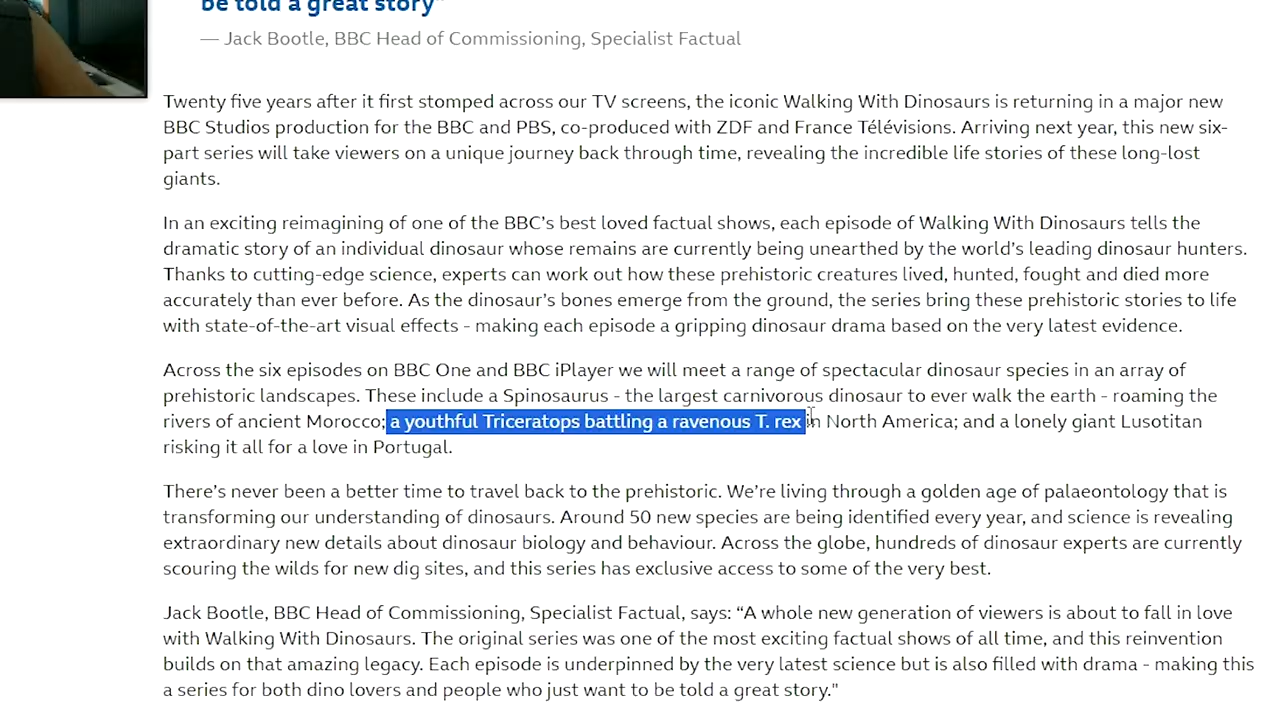 be told a great story"
— Jack Bootle, BBC Head of Commissioning, Specialist Factual
Twenty five years after it first stomped across our TV screens, the iconic Walking With Dinosaurs is returning in a major new
BBC Studios production for the BBC and PBS, co-produced with ZDF and France Télévisions. Arriving next year, this new six-
part series will take viewers on a unique journey back through time, revealing the incredible life stories of these long-lost
giants.
In an exciting reimagining of one of the BBC’s best loved factual shows, each episode of Walking With Dinosaurs tells the
dramatic story of an individual dinosaur whose remains are currently being unearthed by the world’s leading dinosaur hunters.
Thanks to cutting-edge science, experts can work out how these prehistoric creatures lived, hunted, fought and died more
accurately than ever before. As the dinosaur’s bones emerge from the ground, the series bring these prehistoric stories to life
with state-of-the-art visual effects - making each episode a gripping dinosaur drama based on the very latest evidence.
Across the six episodes on BBC One and BBC iPlayer we will meet a range of spectacular dinosaur species in an array of
prehistoric landscapes. These include a Spinosaurus - the largest carnivorous dinosaur to ever walk the earth - roaming the
rivers of ancient Morocco; a youthful Triceratops battling a ravenous T. rex in North America; and a lonely giant Lusotitan
risking it all for a love in Portugal.
There’s never been a better time to travel back to the prehistoric. We’re living through a golden age of palaeontology that is
transforming our understanding of dinosaurs. Around 50 new species are being identified every year, and science is revealing
extraordinary new details about dinosaur biology and behaviour. Across the globe, hundreds of dinosaur experts are currently
scouring the wilds for new dig sites, and this series has exclusive access to some of the very best.
Jack Bootle, BBC Head of Commissioning, Specialist Factual, says: “A whole new generation of viewers is about to fall in love
with Walking With Dinosaurs. The original series was one of the most exciting factual shows of all time, and this reinvention
builds on that amazing legacy. Each episode is underpinned by the very latest science but is also filled with drama - making this
a series for both dino lovers and people who just want to be told a great story."